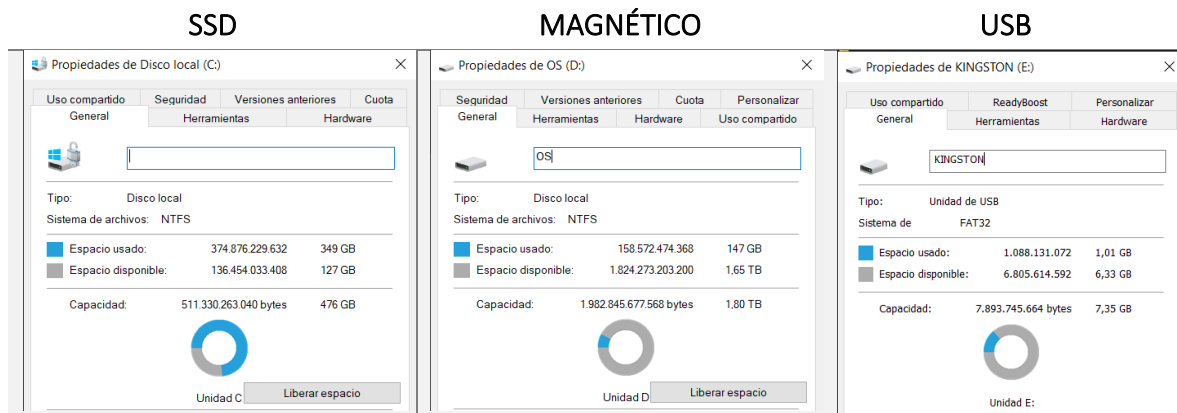 SSD
MAGNÉTICO
USB
Propiedades de Disco local (C:)
Uso compartido Seguridad Versiones anteriores Cuota
General Herramientas Hardware
Tipo: Disco local
Sistema de archivos: NTFS
Espacio usado: 374.876.229.632 349 GB
Espacio disponible: 136.454.033.408 127 GB
Capacidad: 511.330.263.040 bytes 476 GB
Unidad C
Liberar espacio
Propiedades de OS (D:)
Seguridad Versiones anteriores Cuota Personalizar
General Herramientas Hardware Uso compartido
OS
Tipo: Disco local
Sistema de archivos: NTFS
Espacio usado: 158.572.474.368 147 GB
Espacio disponible: 1.824.273.203.200 1,65 TB
Capacidad: 1.982.845.677.568 bytes 1,80 TB
Unidad D
Liberar espacio
Propiedades de KINGSTON (E:)
Uso compartido ReadyBoost Personalizar
General Herramientas Hardware
KINGSTON
Tipo: Unidad de USB
Sistema de FAT32
Espacio usado: 1.088.131.072 1,01 GB
Espacio disponible: 6.805.614.592 6,33 GB
Capacidad: 7.893.745.664 bytes 7,35 GB
Unidad E: